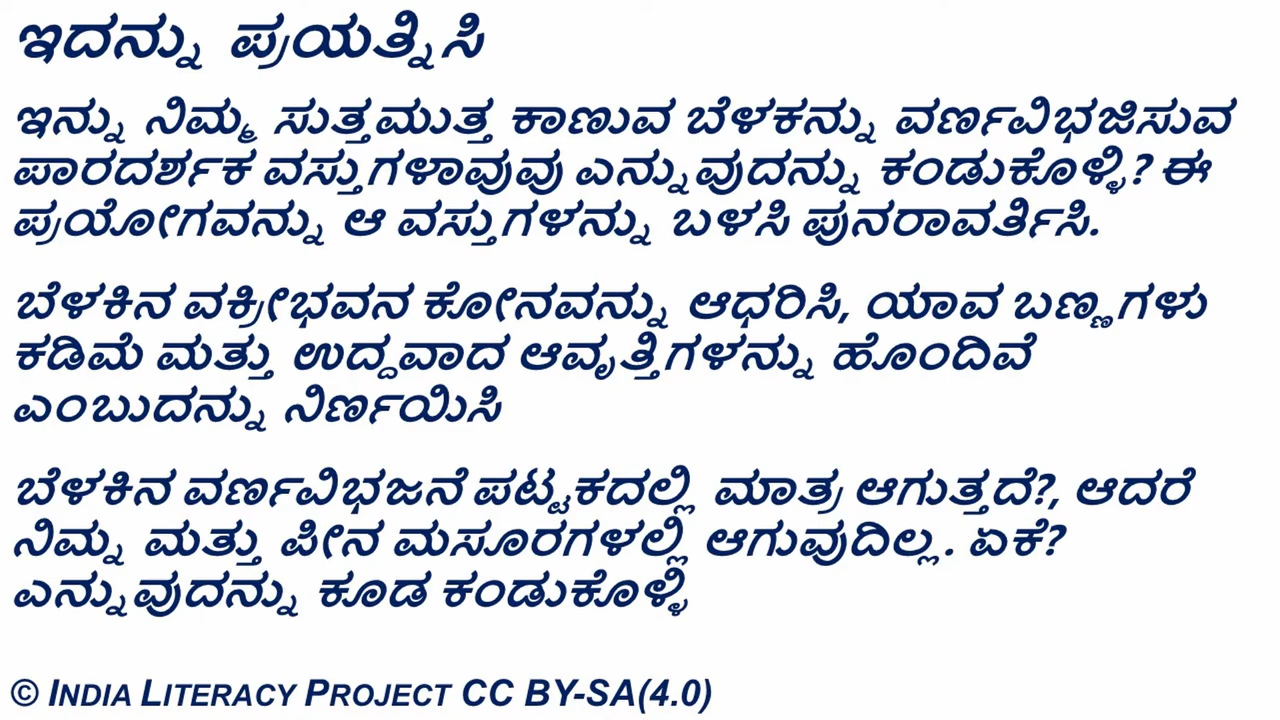 ಇದನ್ನು ಪ್ರಯತ್ನಿಸಿ
ಇನ್ನು ನಿಮ್ಮ ಸುತ್ತಮುತ್ತ ಕಾಣುವ ಬೆಳಕನ್ನು ವರ್ಣವಿಭಜಿಸುವ
ಪಾರದರ್ಶಕ ವಸ್ತುಗಳಾವುವು ಎನ್ನುವುದನ್ನು ಕಂಡುಕೊಳ್ಳಿ? ಈ
ಪ್ರಯೋಗವನ್ನು ಆ ವಸ್ತುಗಳನ್ನು ಬಳಸಿ ಪುನರಾವರ್ತಿಸಿ.
ಬೆಳಕಿನ ವಕ್ರೀಭವನ ಕೋನವನ್ನು ಆಧರಿಸಿ, ಯಾವ ಬಣ್ಣಗಳು
ಕಡಿಮೆ ಮತ್ತು ಉದ್ದವಾದ ಆವೃತ್ತಿಗಳನ್ನು ಹೊಂದಿವೆ
ಎಂಬುದನ್ನು ನಿರ್ಣಯಿಸಿ
ಬೆಳಕಿನ ವರ್ಣವಿಭಜನೆ ಪಟ್ಟಕದಲ್ಲಿ ಮಾತ್ರ ಆಗುತ್ತದೆ?, ಆದರೆ
ನಿಮ್ನ ಮತ್ತು ಪೀನ ಮಸೂರಗಳಲ್ಲಿ ಆಗುವುದಿಲ್ಲ. ಏಕೆ?
ಎನ್ನುವುದನ್ನು ಕೂಡ ಕಂಡುಕೊಳ್ಳಿ
© INDIA LITERACY PROJECT CC BY-SA(4.0)